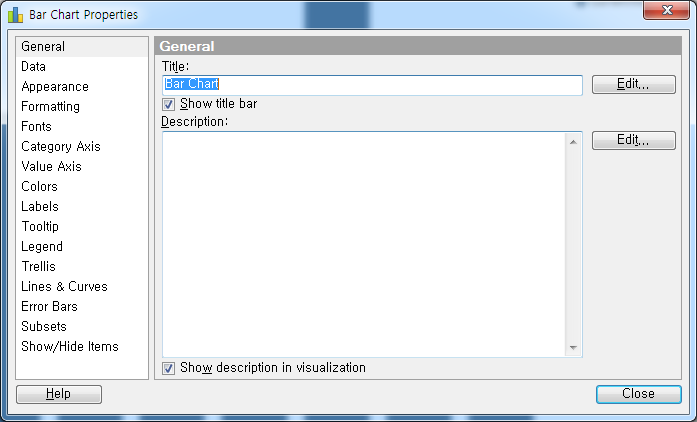 Bar Chart Properties
General
Data
Appearance
Formatting
Fonts
Category Axis
Value Axis
Colors
Labels
Tooltip
Legend
Trellis
Lines & Curves
Error Bars
Subsets
Show/Hide Items
General
Title:
Bar Chart
Edit...
Show title bar
Description:
Edit...
Show description in visualization
Help
Close